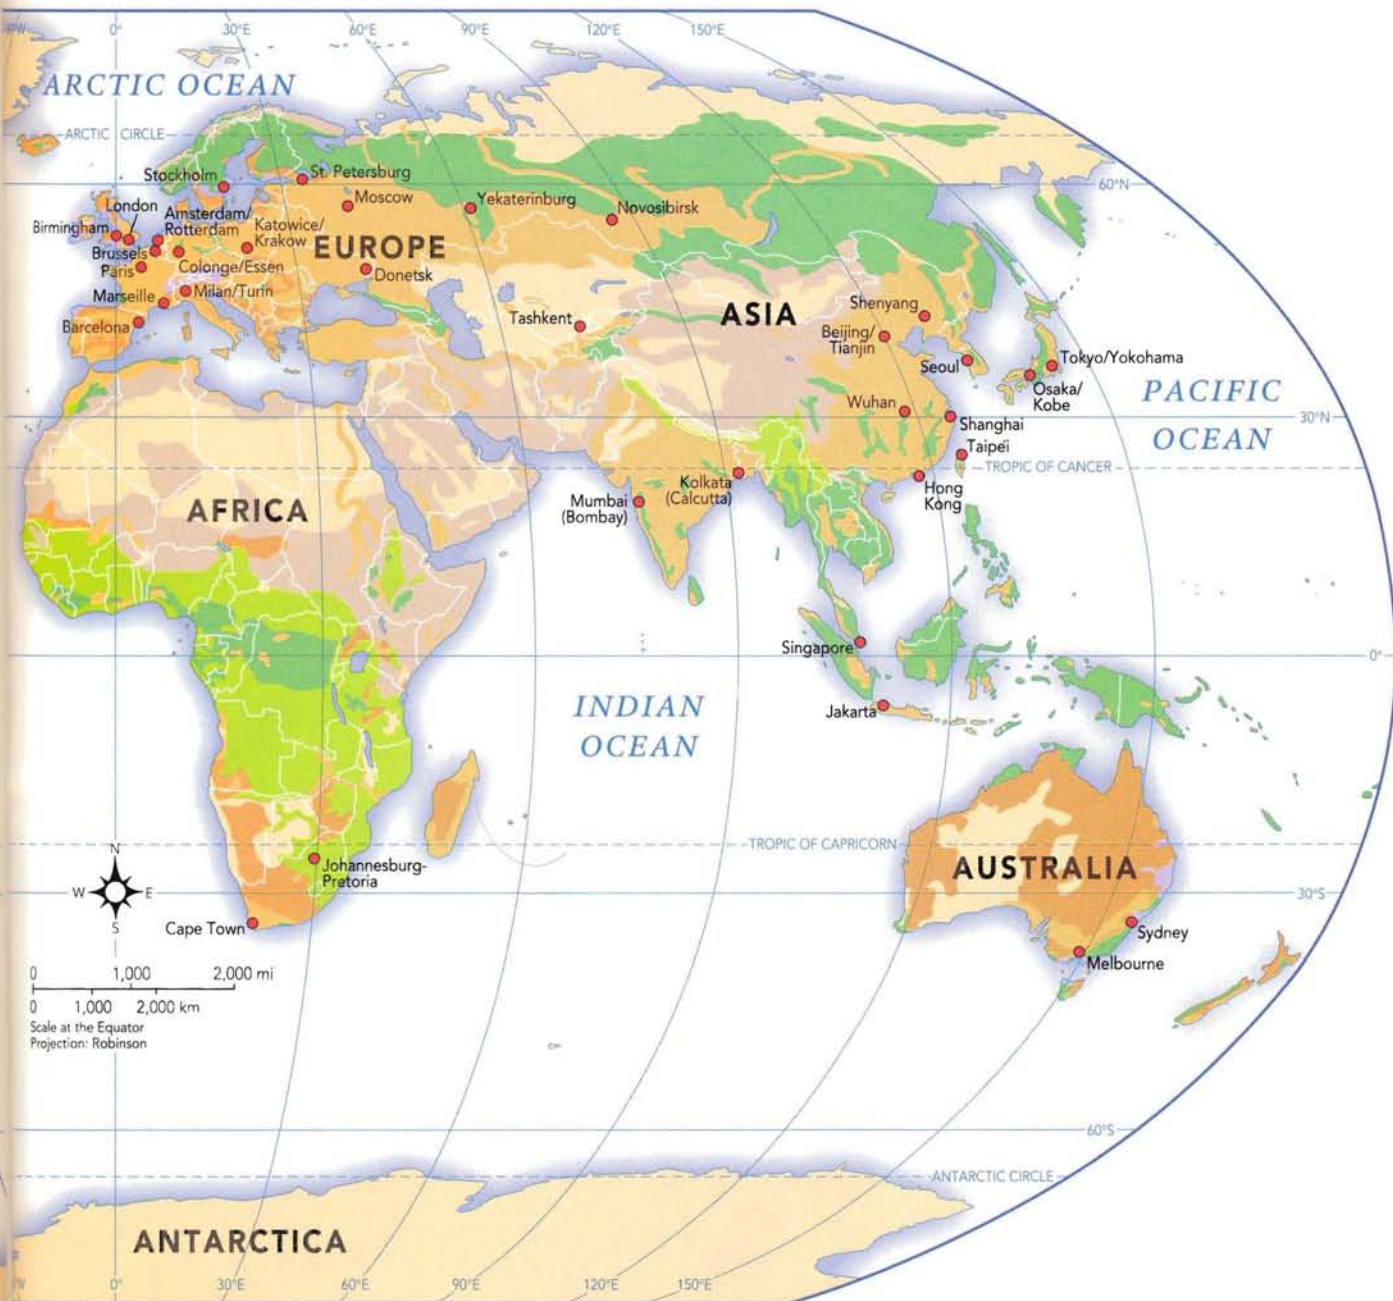 0°
30°E
60°E
90°E
120°E
150°E
ARCTIC OCEAN
ARCTIC CIRCLE
Stockholm
St. Petersburg
60°N
Moscow
Yekaterinburg
Novosibirsk
London
Birmingham
Amsterdam/
Rotterdam
Katowice/
Krakow
EUROPE
Brussels
Paris
Colonge/Essen
Donetsk
Marseille
Milan/Turin
Barcelona
Tashkent
ASIA
Shenyang
Beijing/
Tianjin
Seoul
Tokyo/Yokohama
Osaka/
Kobe
PACIFIC
OCEAN
Wuhan
30°N
Shanghai
Taipei
TROPIC OF CANCER
Hong
Kong
Kolkata
(Calcutta)
Mumbai
(Bombay)
AFRICA
Singapore
0°
Jakarta
INDIAN
OCEAN
TROPIC OF CAPRICORN
AUSTRALIA
Johannesburg-
Pretoria
N
W
E
S
30°S
Cape Town
Sydney
Melbourne
0 1,000 2,000 mi
0 1,000 2,000 km
Scale at the Equator
Projection: Robinson
60°S
ANTARCTIC CIRCLE
ANTARCTICA
0°
30°E
60°E
90°E
120°E
150°E